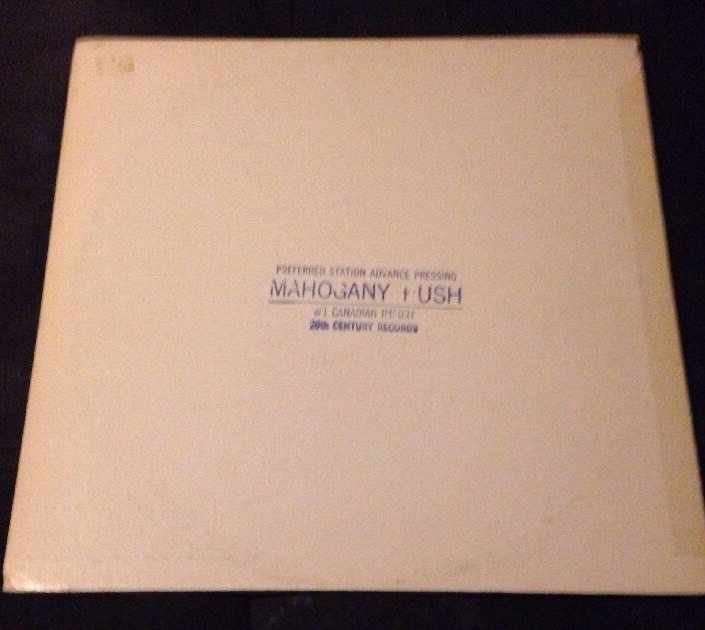 PREFERRED STATION ADVANCE PRESSING
MAHOGANY RUSH
#1 CANADIAN
20th CENTURY RECORDS